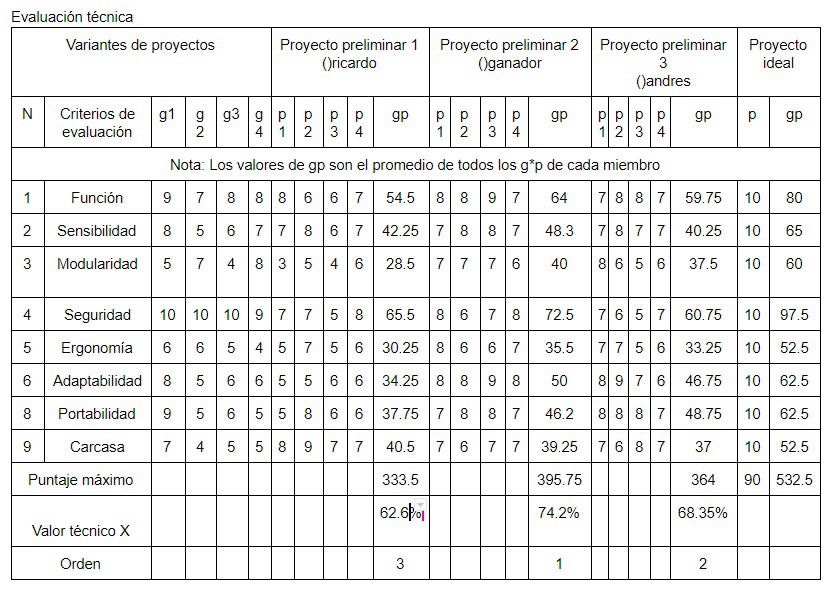 Evaluación técnica
Variantes de proyectos Proyecto preliminar 1 ()ricardo Proyecto preliminar 2 ()ganador Proyecto preliminar 3 ()andres Proyecto ideal
N Criterios de evaluación g1 g2 g3 g4 p1 p2 p3 p4 gp p1 p2 p3 p4 gp p1 p2 p3 p4 gp p gp
Nota: Los valores de gp son el promedio de todos los g*p de cada miembro
1 Función 9 7 8 8 8 6 6 7 54.5 8 8 9 7 64 7 8 8 7 59.75 10 80
2 Sensibilidad 8 5 6 7 7 8 6 7 42.25 7 8 8 7 48.3 7 8 7 7 40.25 10 65
3 Modularidad 5 7 4 8 3 5 4 6 28.5 7 7 7 6 40 8 6 5 6 37.5 10 60
4 Seguridad 10 10 10 9 7 7 5 8 65.5 8 6 7 8 72.5 7 6 5 7 60.75 10 97.5
5 Ergonomía 6 6 5 4 5 7 5 6 30.25 8 6 6 7 35.5 7 7 5 6 33.25 10 52.5
6 Adaptabilidad 8 5 6 6 5 5 6 6 34.25 8 8 9 8 50 8 9 7 6 46.75 10 62.5
8 Portabilidad 9 5 6 5 5 8 6 6 37.75 7 8 8 7 46.2 8 8 8 7 48.75 10 62.5
9 Carcasa 7 4 5 5 8 9 7 7 40.5 7 6 7 7 39.25 7 6 8 7 37 10 52.5
Puntaje máximo 333.5 395.75 364 90 532.5
Valor técnico X 62.6% 74.2% 68.35%
Orden 3 1 2